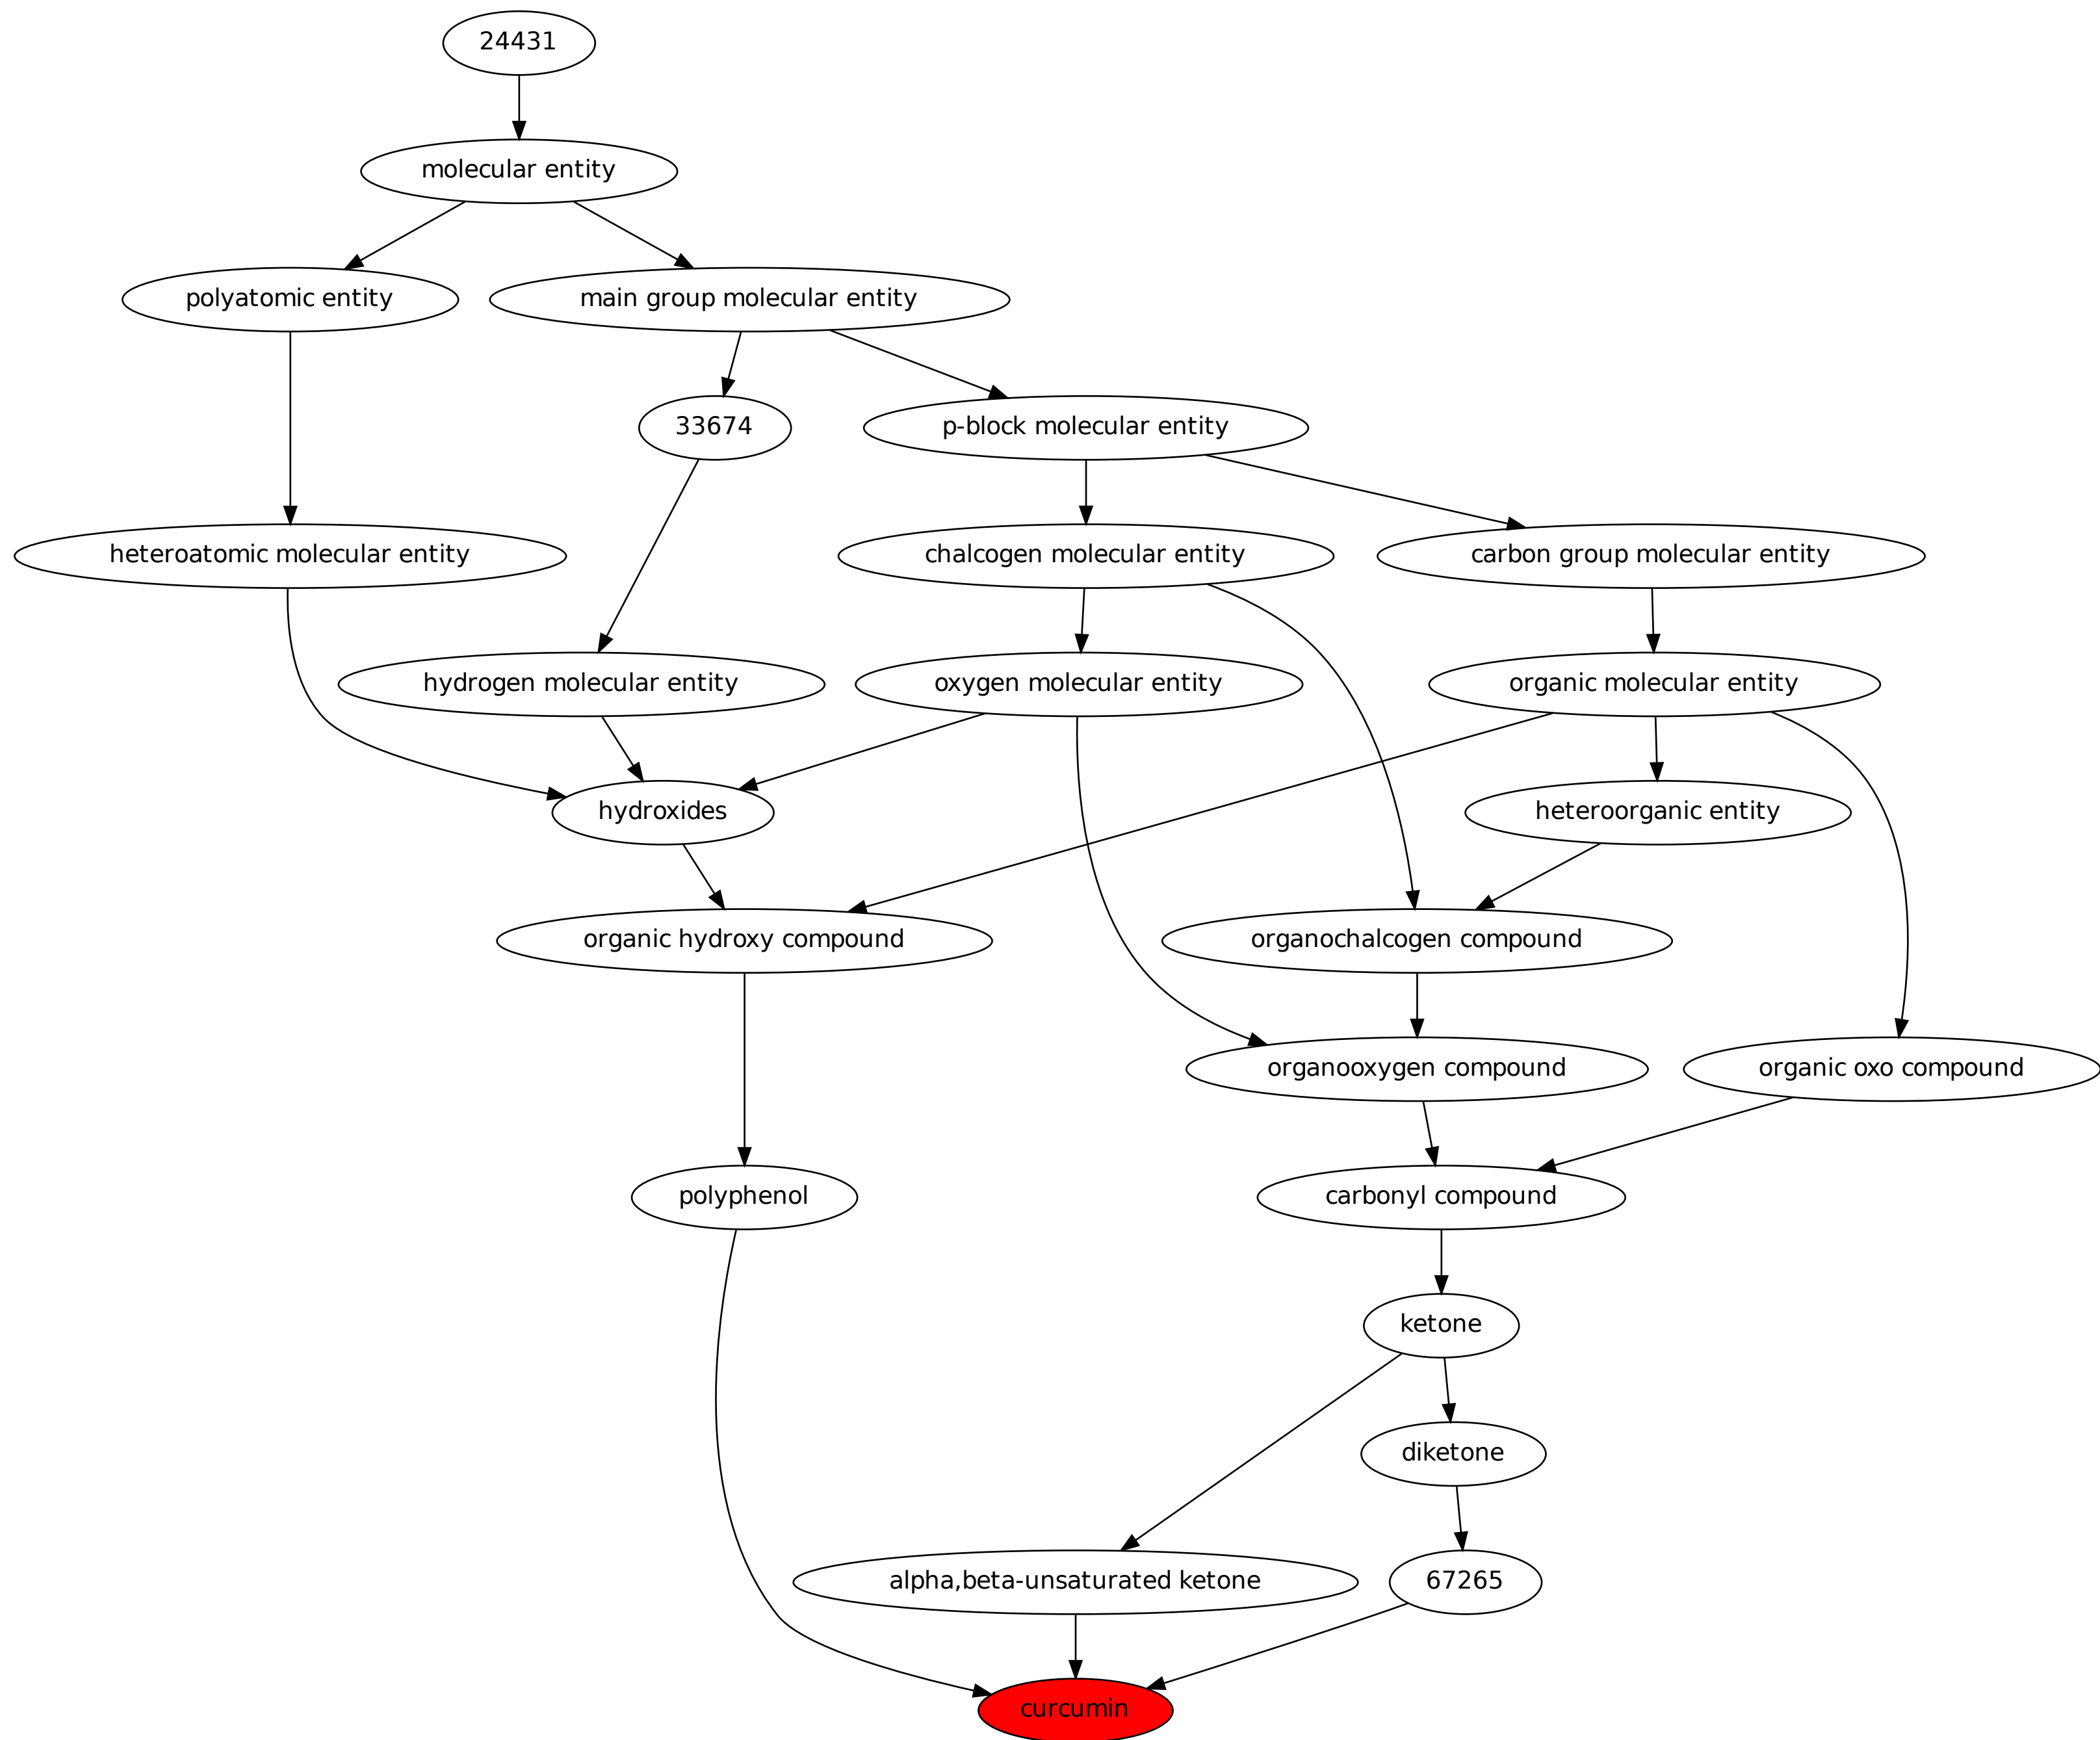 24431
molecular entity
polyatomic entity
main group molecular entity
33674
p-block molecular entity
heteroatomic molecular entity
chalcogen molecular entity
carbon group molecular entity
hydrogen molecular entity
oxygen molecular entity
organic molecular entity
hydroxides
heteroorganic entity
organic hydroxy compound
organochalcogen compound
organooxygen compound
organic oxo compound
polyphenol
carbonyl compound
ketone
diketone
alpha,beta-unsaturated ketone
67265
curcumin